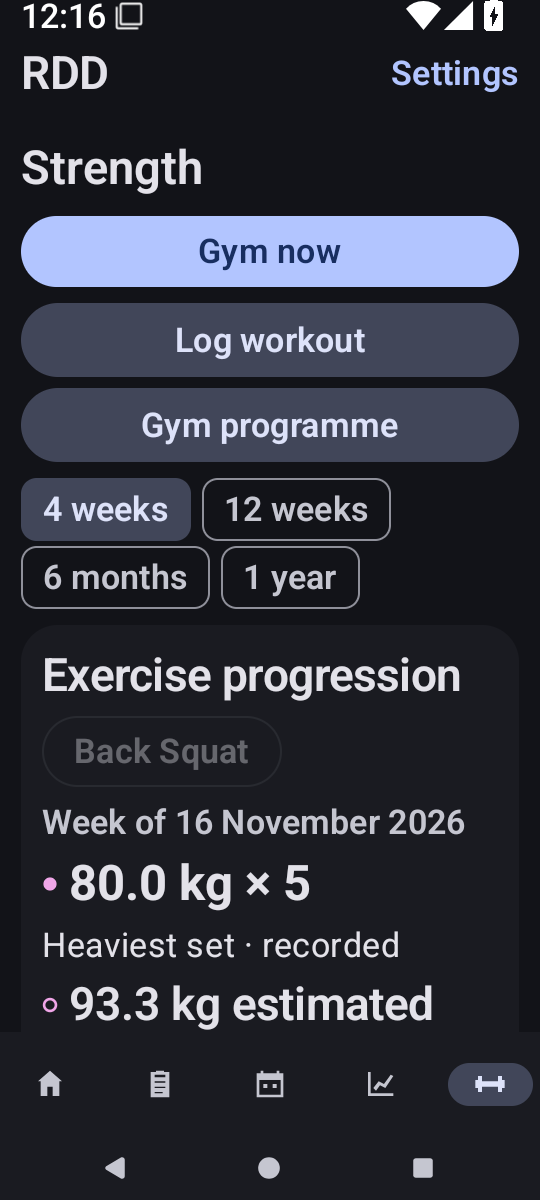 12:16
RDD
Settings
Strength
Gym now
Log workout
Gym programme
4 weeks
12 weeks
6 months
1 year
Exercise progression
Back Squat
Week of 16 November 2026
80.0 kg × 5
Heaviest set · recorded
93.3 kg estimated